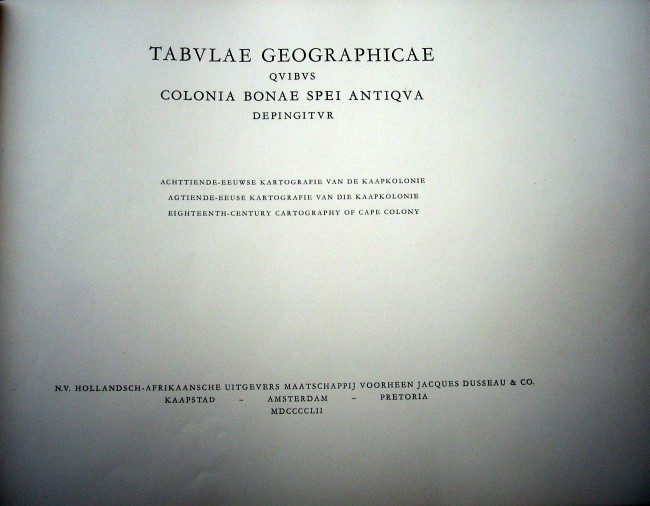 TABVLAE GEOGRAPHICAE
QVIBVS
COLONIA BONAE SPEI ANTIQVA
DEPINGITVR
ACHTTIENDE-EEUWSE KARTOGRAFIE VAN DE KAAPKOLONIE
AGTIENDE-EEUSE KARTOGRAFIE VAN DIE KAAPKOLONIE
EIGHTEENTH-CENTURY CARTOGRAPHY OF CAPE COLONY
N.V. HOLLANDSCH-AFRIKAANSCHE UITGEVERS MAATSCHAPPIJ VOORHEEN JACQUES DUSSEAU & CO.
KAAPSTAD – AMSTERDAM – PRETORIA
MDCCCCLII